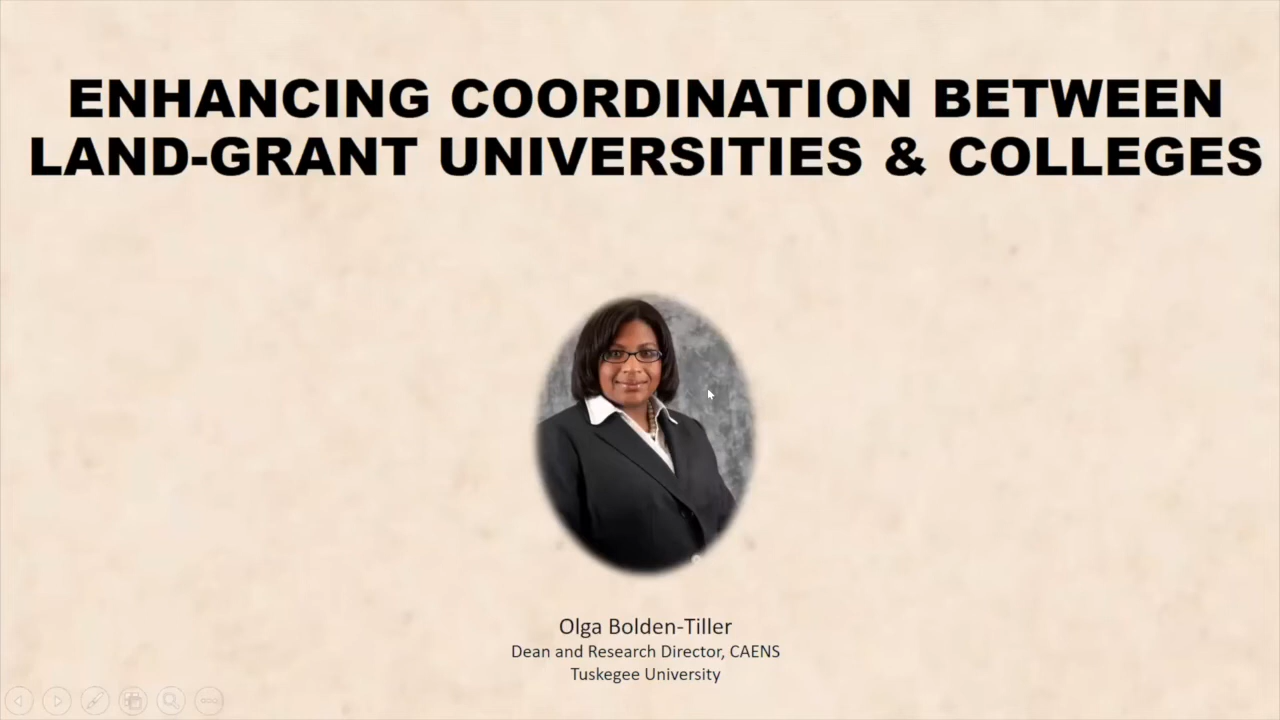 ENHANCING COORDINATION BETWEEN
LAND-GRANT UNIVERSITIES & COLLEGES
Olga Bolden-Tiller
Dean and Research Director, CAENS
Tuskegee University